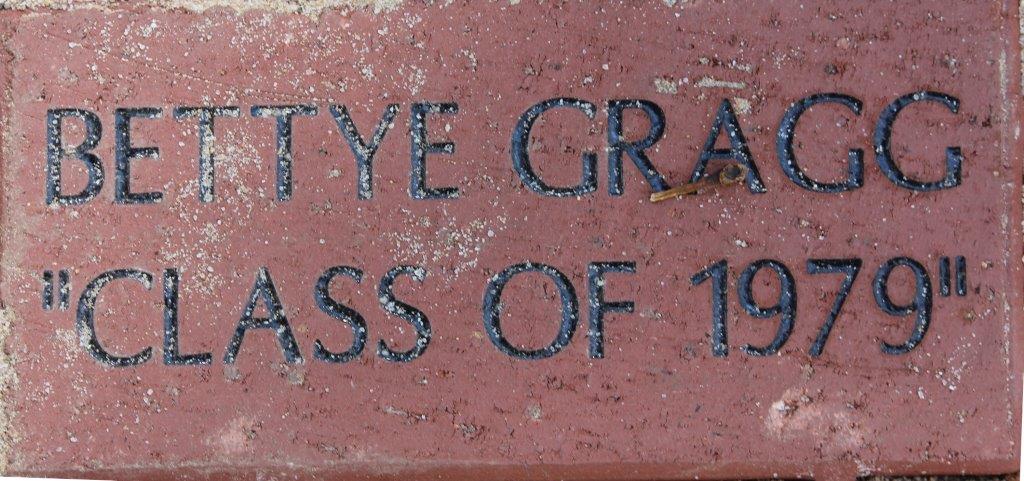 BETTYE GRAGG
"CLASS OF 1979"